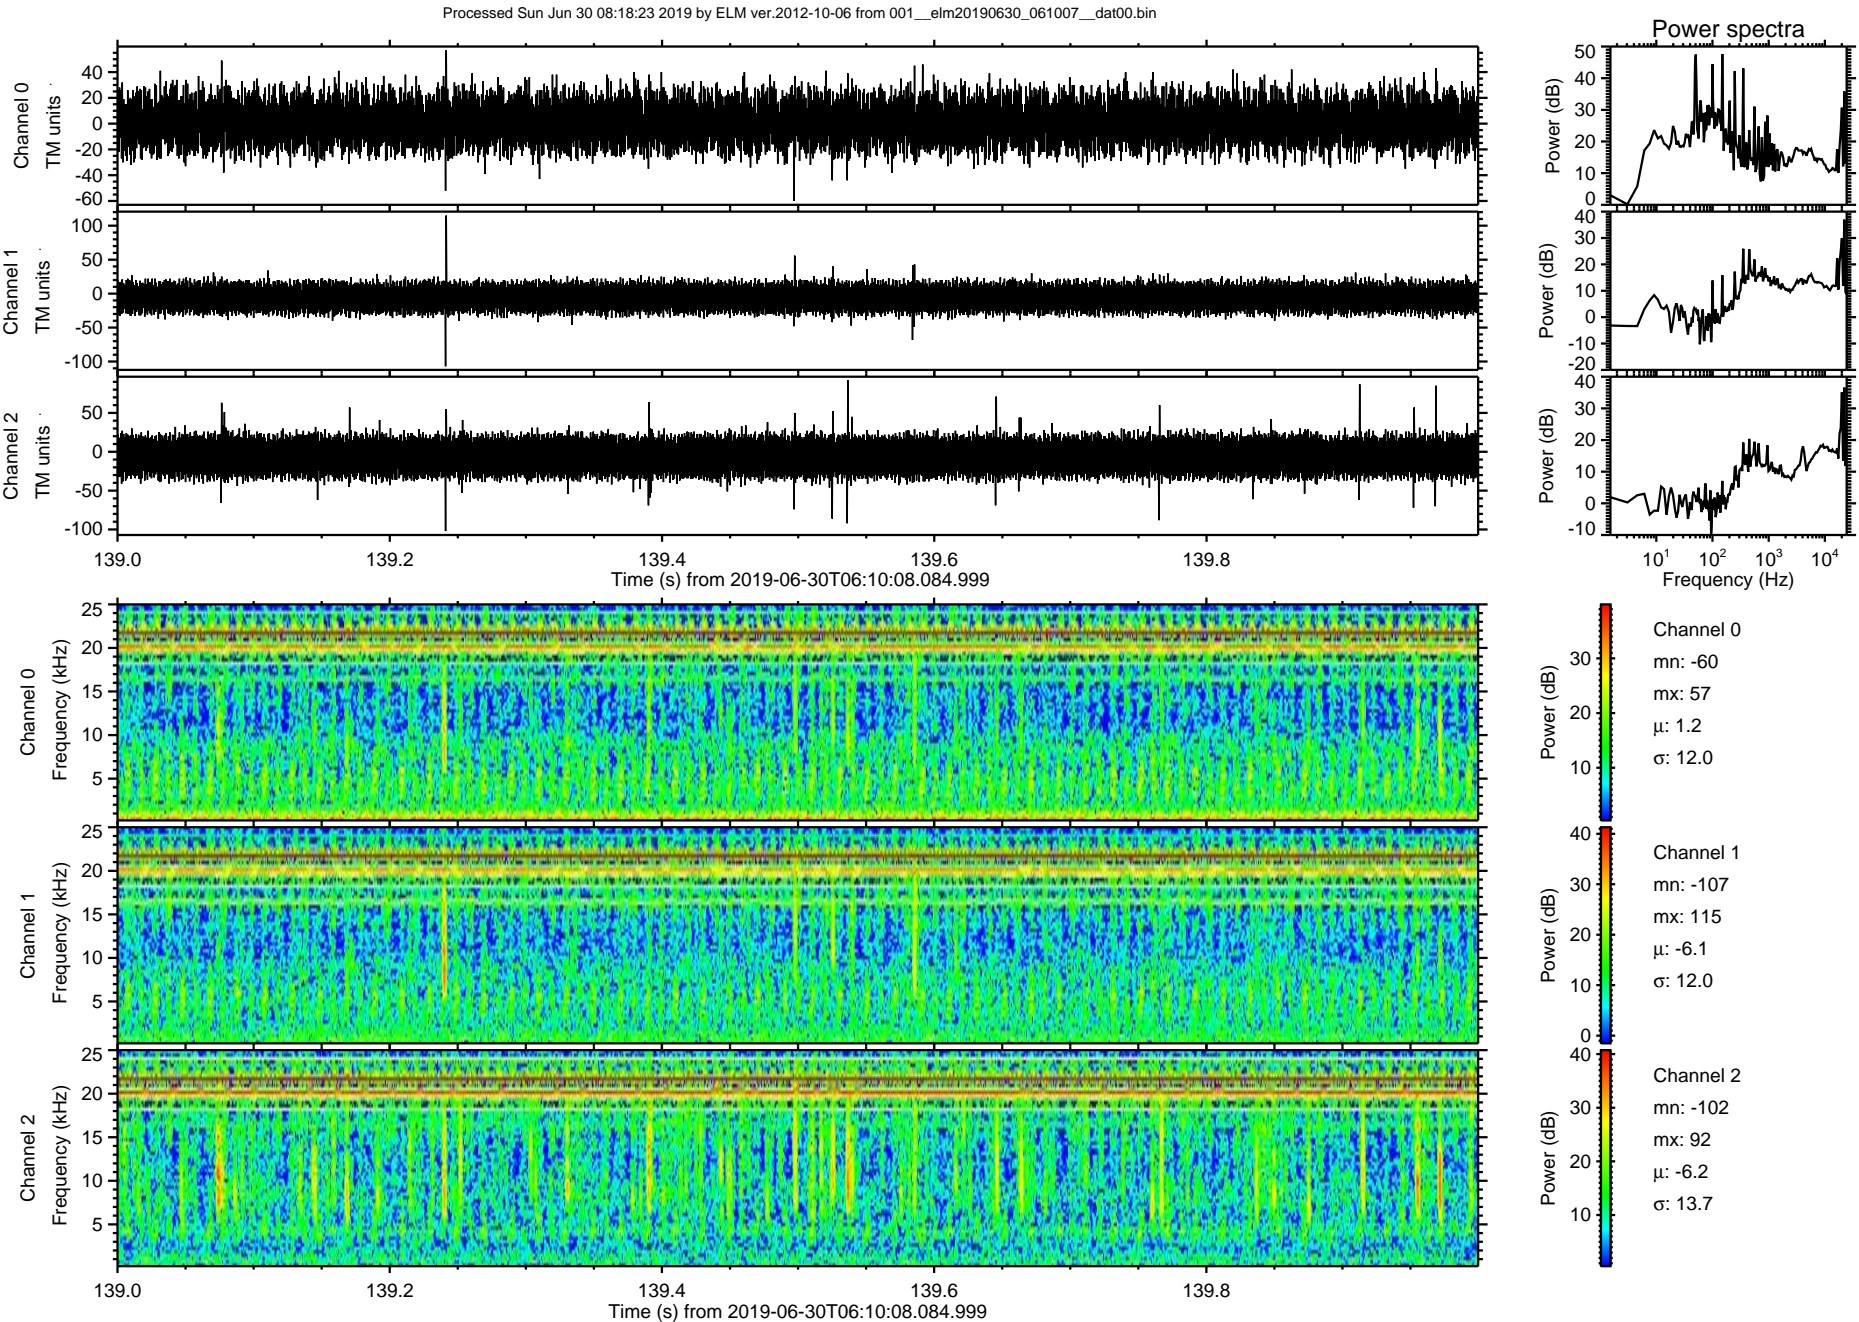 Processed Sun Jun 30 08:18:23 2019 by ELM ver.2012-10-06 from 001__elm20190630_061007__dat00.bin
Power spectra
Channel 0
TM units
40
20
0
-20
-40
-60
Power (dB)
50
40
30
20
10
0
Channel 1
TM units
100
50
0
-50
-100
Power (dB)
40
30
20
10
0
-10
-20
Channel 2
TM units
50
0
-50
-100
Power (dB)
40
30
20
10
0
-10
139.0 139.2 139.4 139.6 139.8
Time (s) from 2019-06-30T06:10:08.084.999
10^1 10^2 10^3 10^4
Frequency (Hz)
Channel 0
Frequency (kHz)
25
20
15
10
5
Power (dB)
30
20
10
Channel 0
mn: -60
mx: 57
µ: 1.2
σ: 12.0
Channel 1
Frequency (kHz)
25
20
15
10
5
Power (dB)
40
30
20
10
0
Channel 1
mn: -107
mx: 115
µ: -6.1
σ: 12.0
Channel 2
Frequency (kHz)
25
20
15
10
5
Power (dB)
40
30
20
10
Channel 2
mn: -102
mx: 92
µ: -6.2
σ: 13.7
139.0 139.2 139.4 139.6 139.8
Time (s) from 2019-06-30T06:10:08.084.999